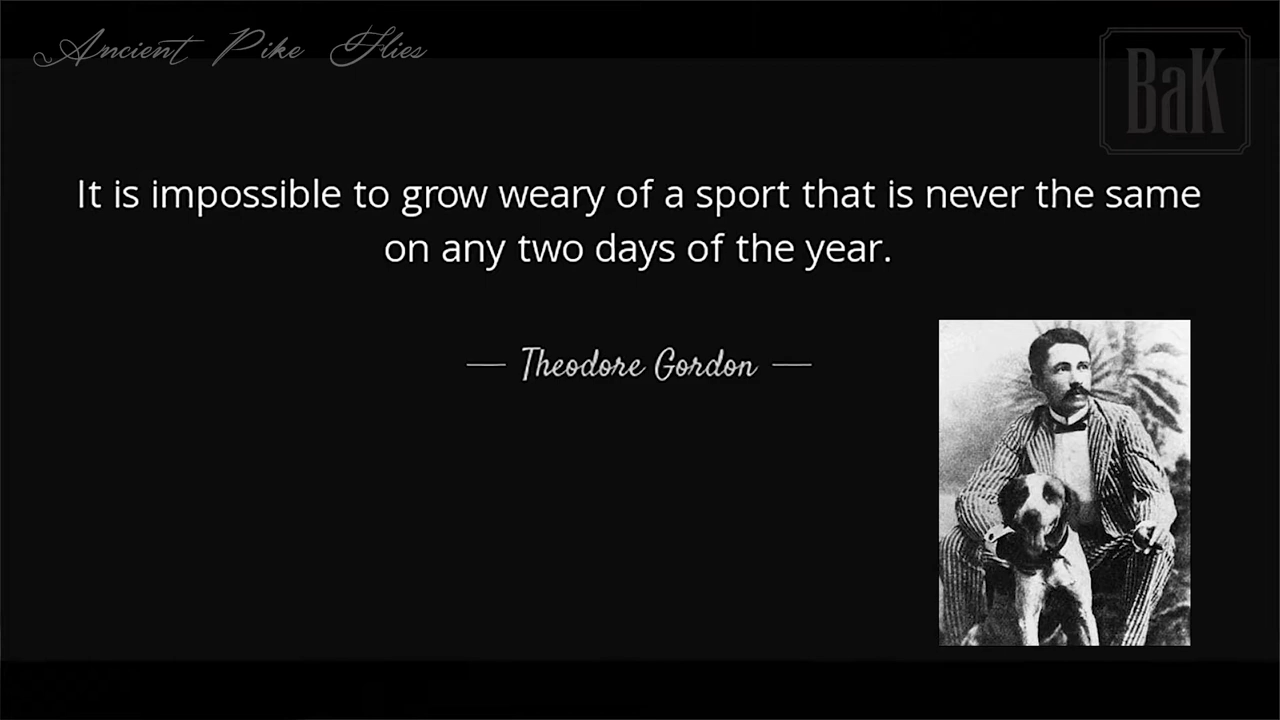 Ancient Pike Flies
BaK
It is impossible to grow weary of a sport that is never the same
on any two days of the year.
— Theodore Gordon —